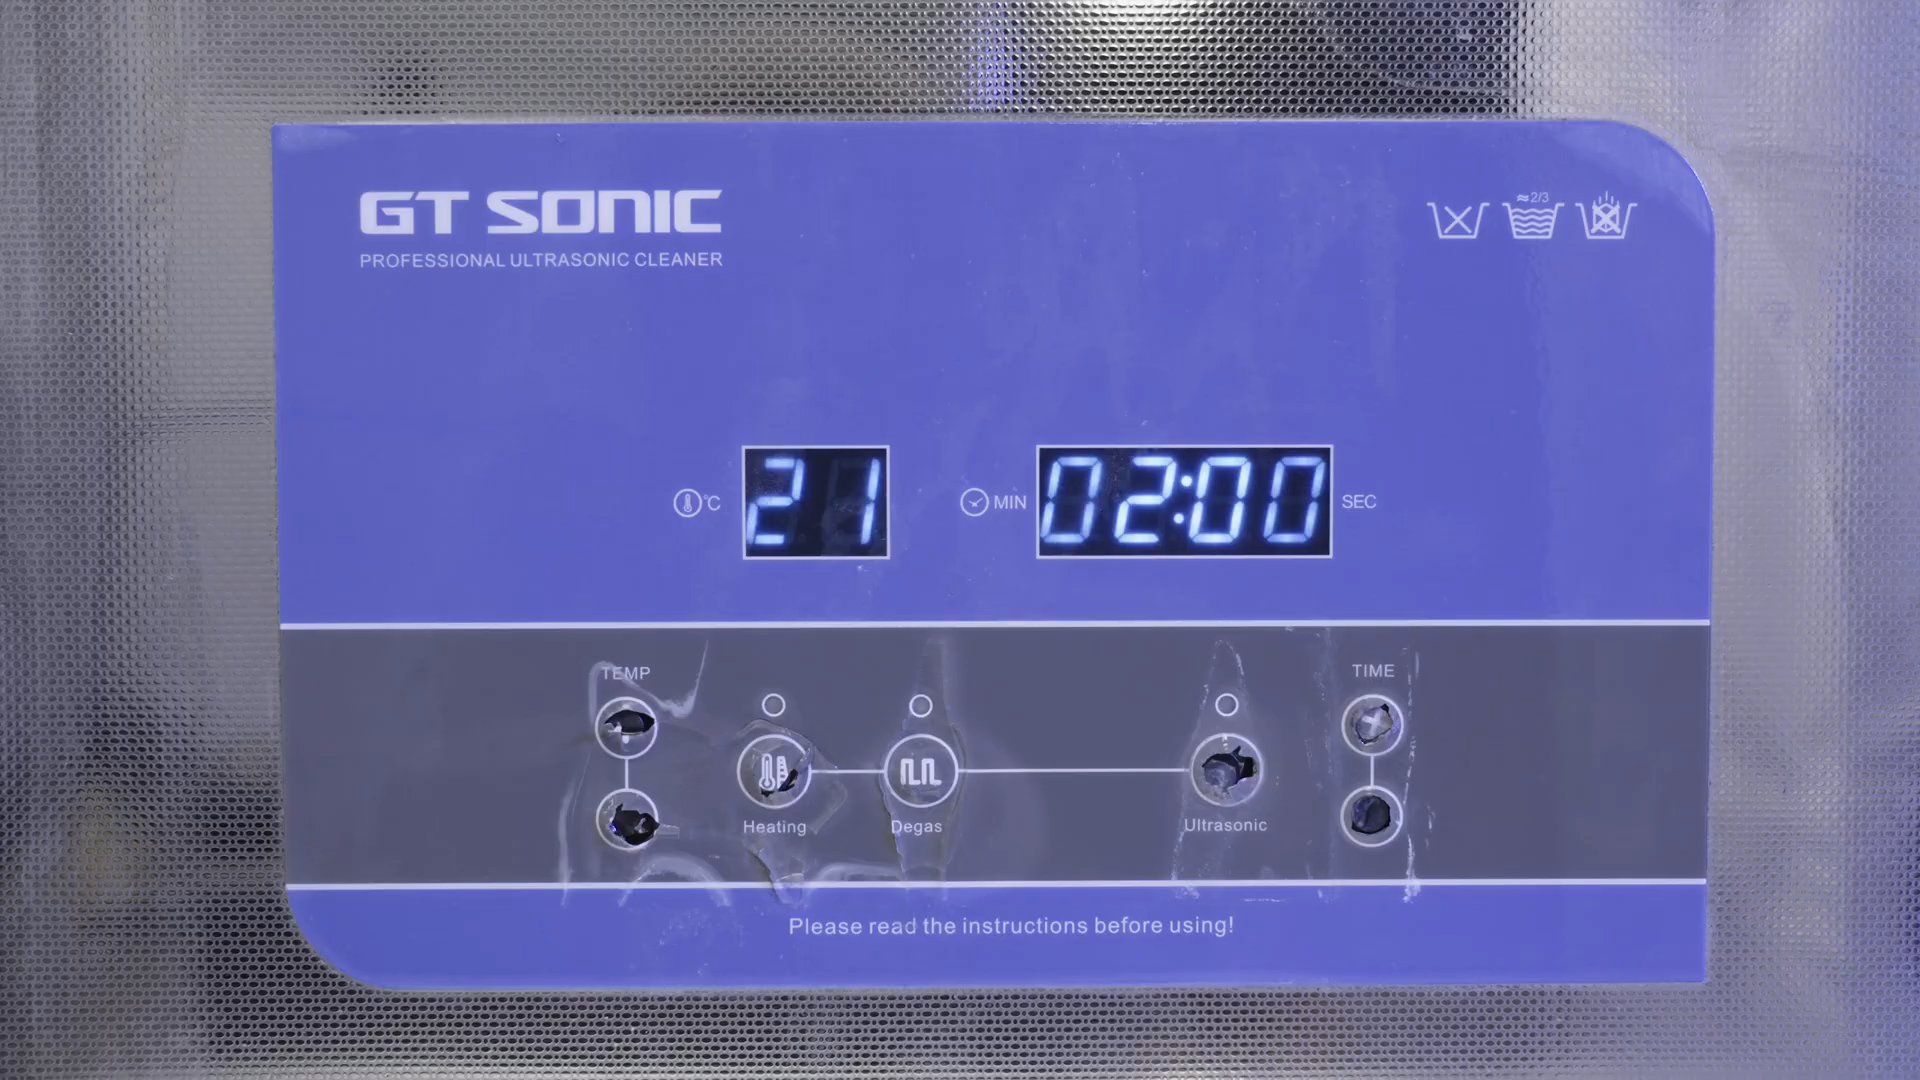 GT SONIC
PROFESSIONAL ULTRASONIC CLEANER
≈2/3
°C 21 MIN 02:00 SEC
TEMP
TIME
Heating
Degas
Ultrasonic
Please read the instructions before using!